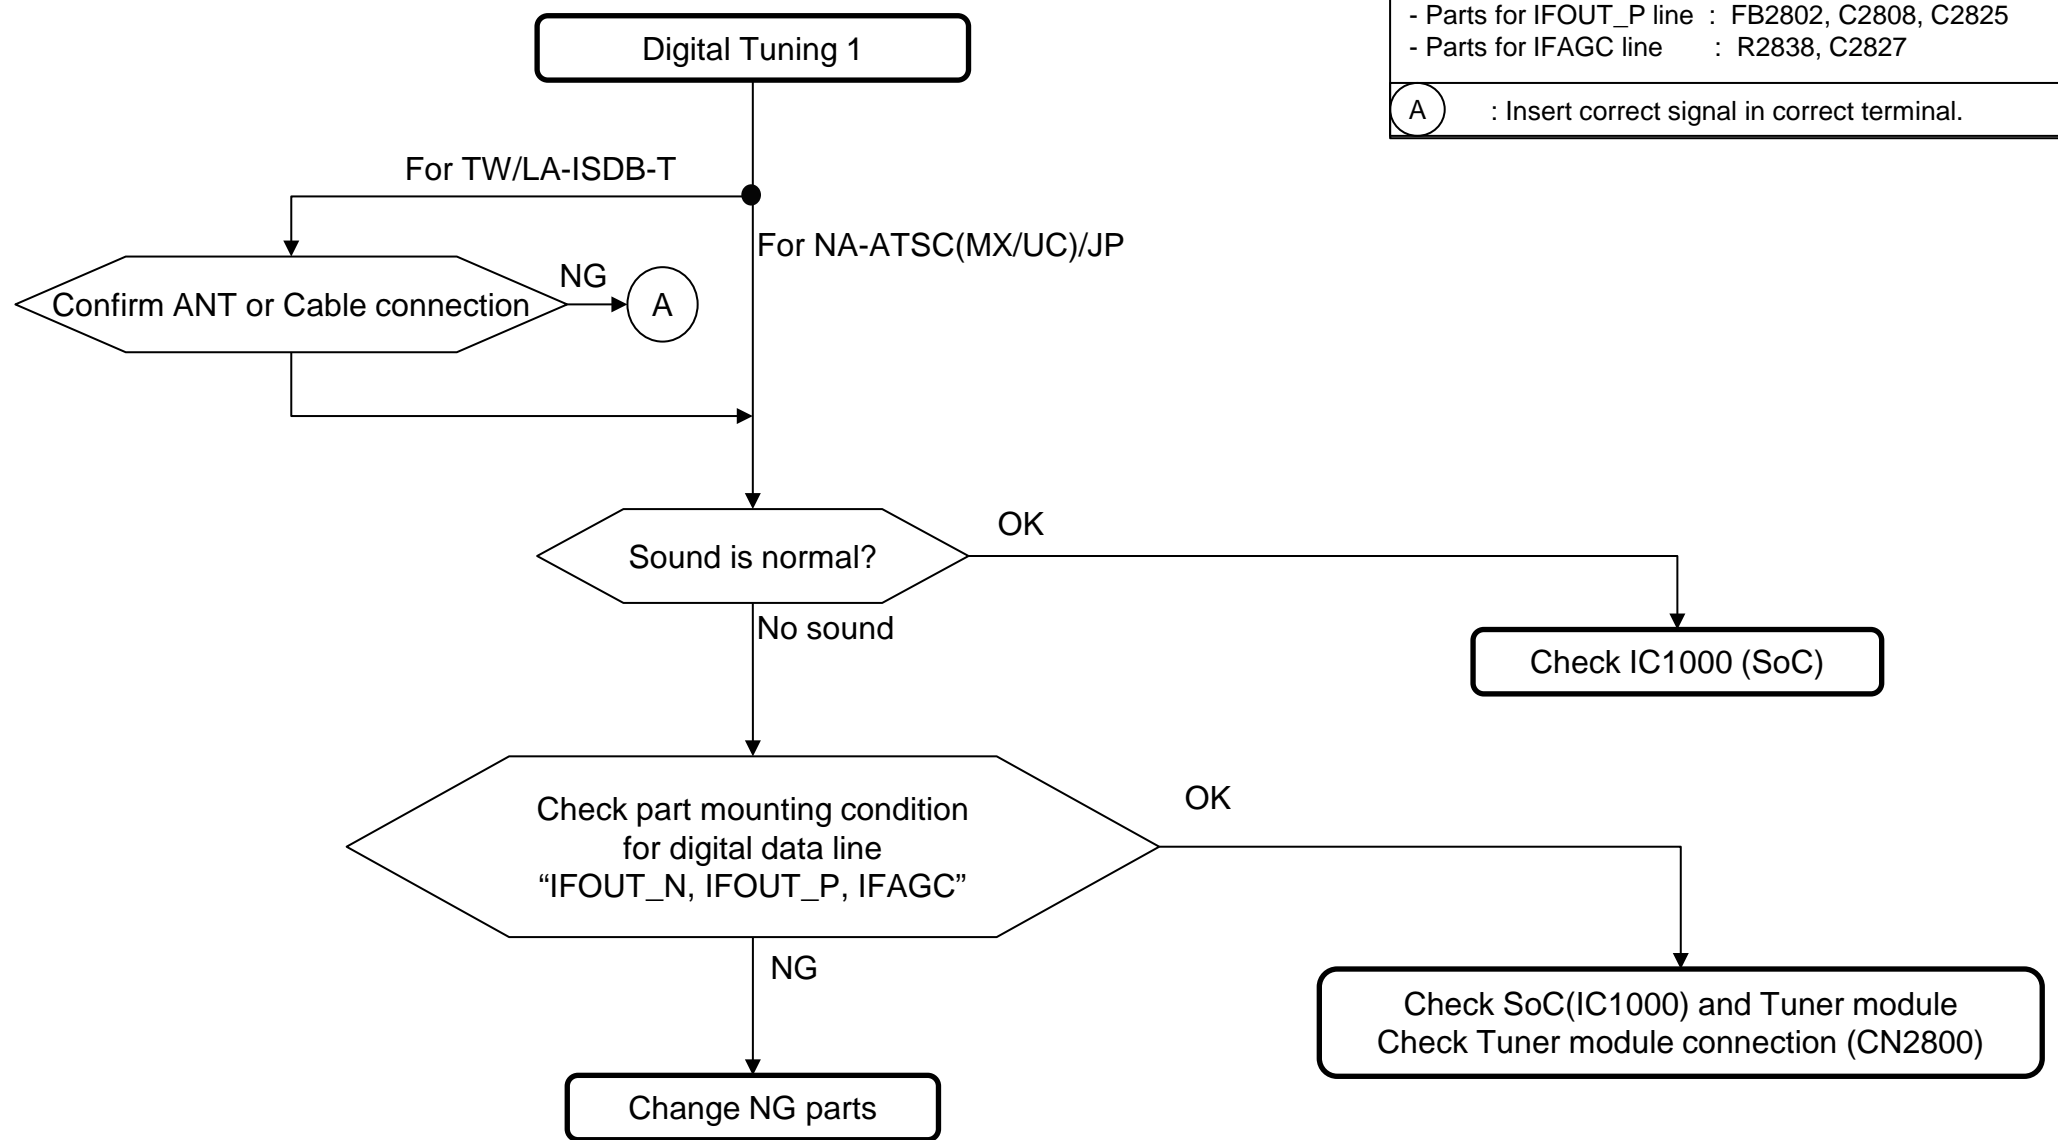 - Parts for IFOUT_P line : FB2802, C2808, C2825
- Parts for IFAGC line : R2838, C2827
A : Insert correct signal in correct terminal.
Digital Tuning 1
For TW/LA-ISDB-T
For NA-ATSC(MX/UC)/JP
Confirm ANT or Cable connection
NG
A
Sound is normal?
OK
Check IC1000 (SoC)
No sound
Check part mounting condition
for digital data line
“IFOUT_N, IFOUT_P, IFAGC”
OK
NG
Check SoC(IC1000) and Tuner module
Check Tuner module connection (CN2800)
Change NG parts